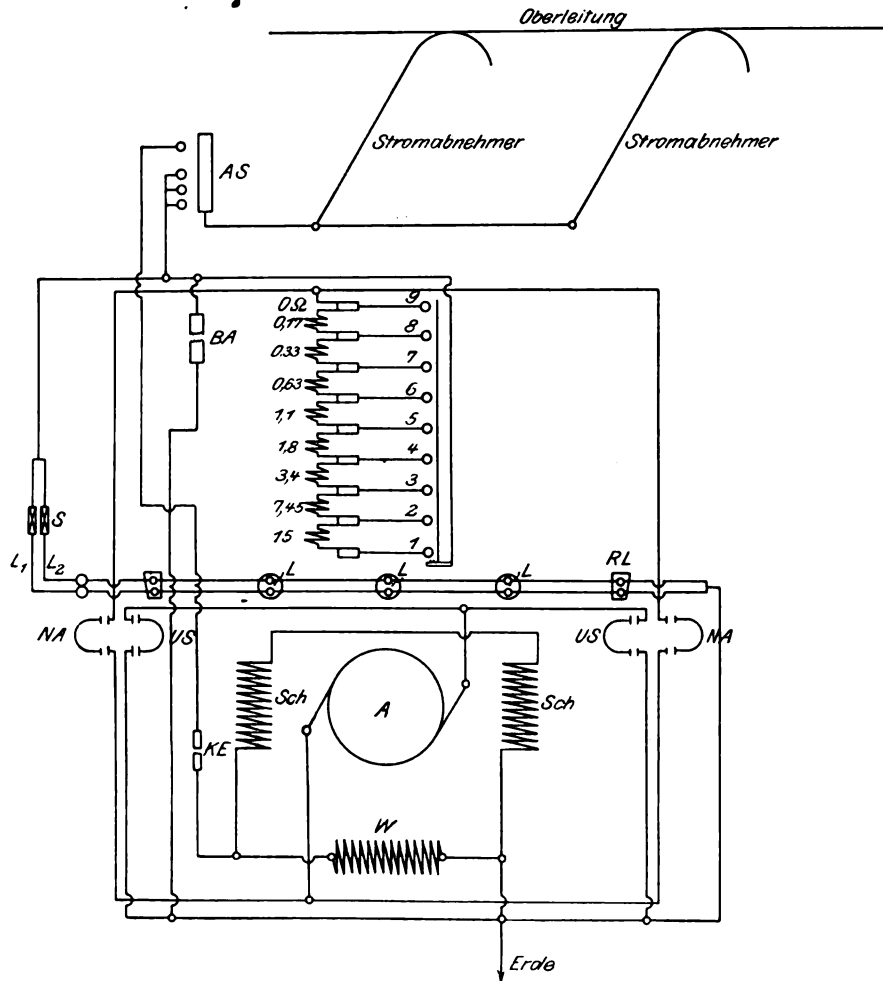 Oberleitung
Stromabnehmer
Stromabnehmer
AS
BA
0Ω
0,17
0.33
0,63
1,1
1,8
3,4
7,45
15
9
8
7
6
5
4
3
2
1
S
L₁
L₂
L
L
L
RL
NA
US
US
NA
Sch
A
Sch
KE
W
Erde